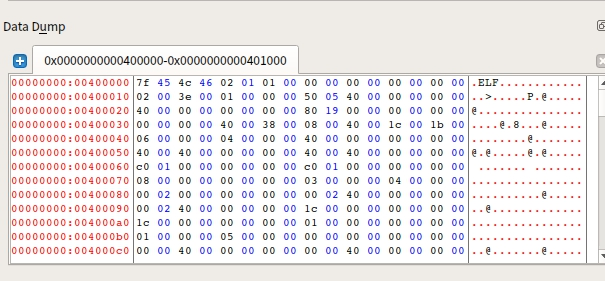 Data Dump
0x0000000000400000-0x0000000000401000
00000000:00400000 7f 45 4c 46 02 01 01 00 00 00 00 00 00 00 00 00 .ELF............
00000000:00400010 02 00 3e 00 01 00 00 00 50 05 40 00 00 00 00 00 ..>.....P.@.....
00000000:00400020 40 00 00 00 00 00 00 00 80 19 00 00 00 00 00 00 @...............
00000000:00400030 00 00 00 00 40 00 38 00 08 00 40 00 1c 00 1b 00 ....@.8...@.....
00000000:00400040 06 00 00 00 04 00 00 00 40 00 00 00 00 00 00 00 ........@.......
00000000:00400050 40 00 40 00 00 00 00 00 40 00 40 00 00 00 00 00 @.@.....@.@.....
00000000:00400060 c0 01 00 00 00 00 00 00 c0 01 00 00 00 00 00 00  ....... .......
00000000:00400070 08 00 00 00 00 00 00 00 03 00 00 00 04 00 00 00 ................
00000000:00400080 00 02 00 00 00 00 00 00 00 02 40 00 00 00 00 00 ..........@.....
00000000:00400090 00 02 40 00 00 00 00 00 1c 00 00 00 00 00 00 00 ..@.............
00000000:004000a0 1c 00 00 00 00 00 00 00 01 00 00 00 00 00 00 00 ................
00000000:004000b0 01 00 00 00 05 00 00 00 00 00 00 00 00 00 00 00 ................
00000000:004000c0 00 00 40 00 00 00 00 00 00 00 40 00 00 00 00 00 ..@.......@.....